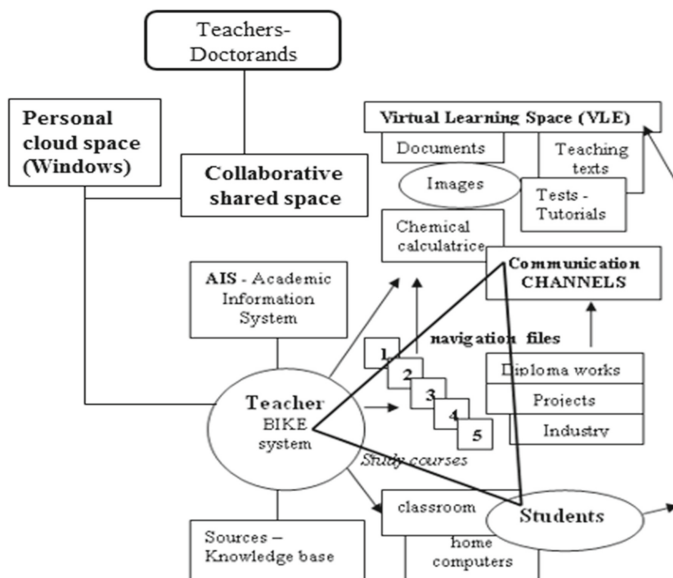 Teachers-
Doctorands
Personal
cloud space
(Windows)
Collaborative
shared space
Virtual Learning Space (VLE)
Documents
Teaching
texts
Images
Tests -
Tutorials
Chemical
calculatrice
Communication
CHANNELS
AIS - Academic
Information
System
navigation files
1
2
3
4
5
Diploma works
Projects
Industry
Teacher
BIKE
system
Study courses
classroom
home
computers
Students
Sources –
Knowledge base